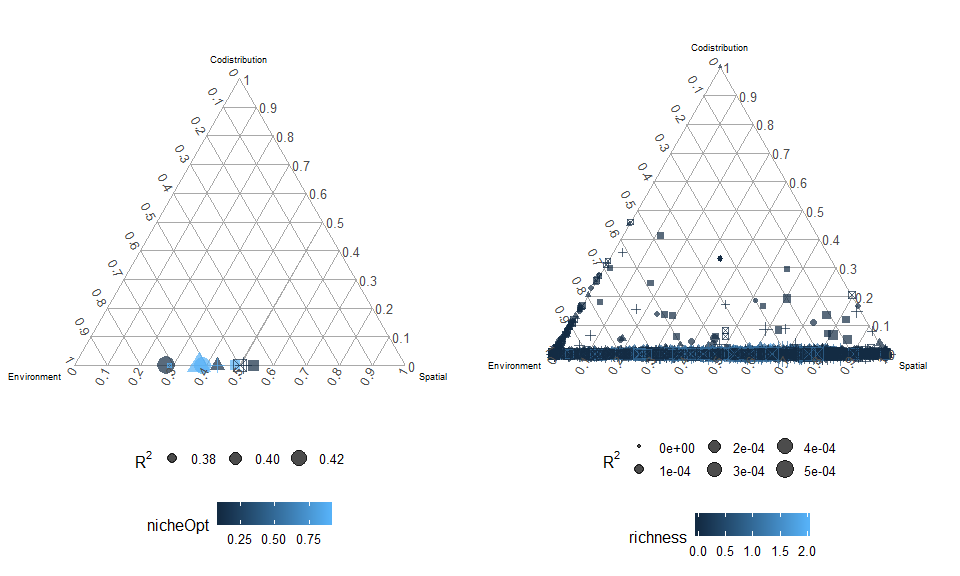 Codistribution
0 1
0.1 0.9
0.2 0.8
0.3 0.7
0.4 0.6
0.5 0.5
0.6 0.4
0.7 0.3
0.8 0.2
0.9 0.1
1 0
Environment
Spatial
0 0.1 0.2 0.3 0.4 0.5 0.6 0.7 0.8 0.9 1
R2
0.38 0.40 0.42
nicheOpt
0.25 0.50 0.75
Codistribution
0 1
0.1 0.9
0.2 0.8
0.3 0.7
0.4 0.6
0.5 0.5
0.6 0.4
0.7 0.3
0.8 0.2
0.9 0.1
Environment
Spatial
R2
0e+00 2e-04 4e-04
1e-04 3e-04 5e-04
richness
0.0 0.5 1.0 1.5 2.0